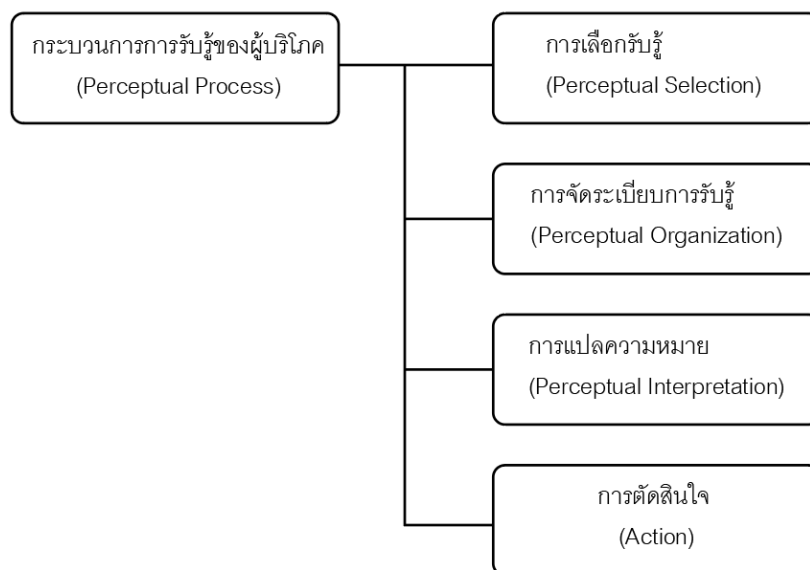 กระบวนการการรับรู้ของผู้บริโภค
(Perceptual Process)
การเลือกรับรู้
(Perceptual Selection)
การจัดระเบียบการรับรู้
(Perceptual Organization)
การแปลความหมาย
(Perceptual Interpretation)
การตัดสินใจ
(Action)